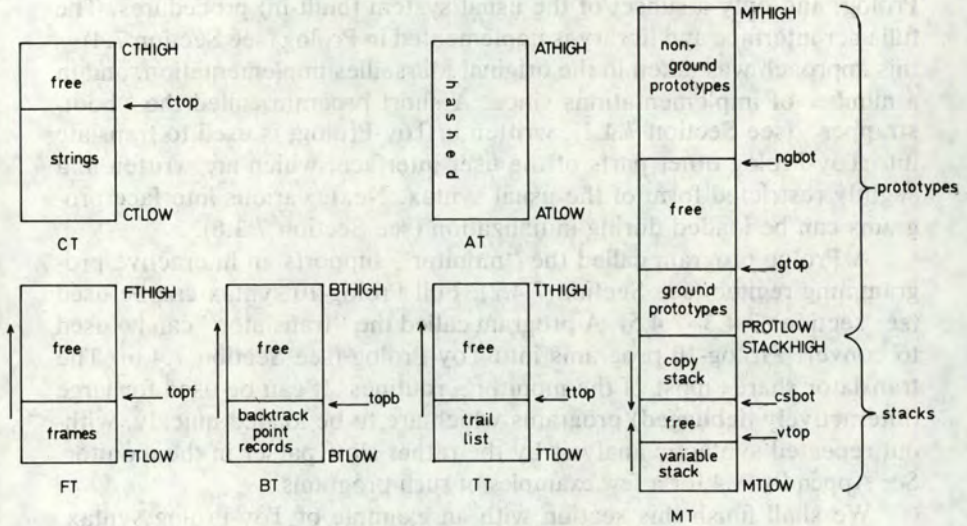 CTHIGH
free
ctop
strings
CTLOW
CT
ATHIGH
hashed
ATLOW
AT
MTHIGH
non-
ground
prototypes
ngbot
free
prototypes
gtop
ground
prototypes
PROTLOW
STACKHIGH
copy
stack
csbot
free
vtop
variable
stack
MTLOW
MT
stacks
FTHIGH
free
topf
frames
FTLOW
FT
BTHIGH
free
topb
backtrack
point
records
BTLOW
BT
TTHIGH
free
ttop
trail
list
TTLOW
TT